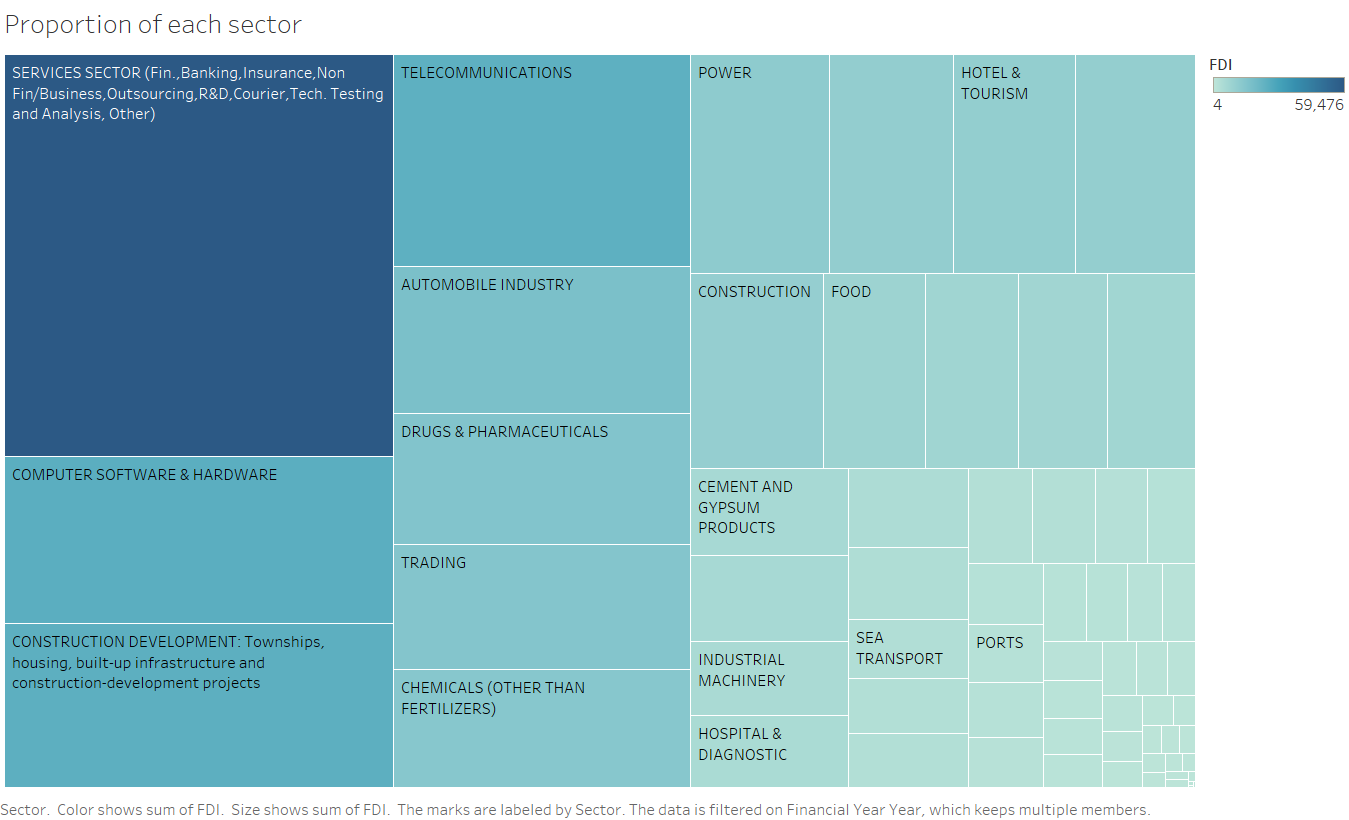 Proportion of each sector
SERVICES SECTOR (Fin.,Banking,Insurance,Non
Fin/Business,Outsourcing,R&D,Courier,Tech. Testing
and Analysis, Other)
COMPUTER SOFTWARE & HARDWARE
CONSTRUCTION DEVELOPMENT: Townships,
housing, built-up infrastructure and
construction-development projects
TELECOMMUNICATIONS
AUTOMOBILE INDUSTRY
DRUGS & PHARMACEUTICALS
TRADING
CHEMICALS (OTHER THAN
FERTILIZERS)
POWER
HOTEL &
TOURISM
CONSTRUCTION
FOOD
CEMENT AND
GYPSUM
PRODUCTS
INDUSTRIAL
MACHINERY
HOSPITAL &
DIAGNOSTIC
SEA
TRANSPORT
PORTS
FDI
4 59,476
Sector.  Color shows sum of FDI.  Size shows sum of FDI.  The marks are labeled by Sector. The data is filtered on Financial Year Year, which keeps multiple members.